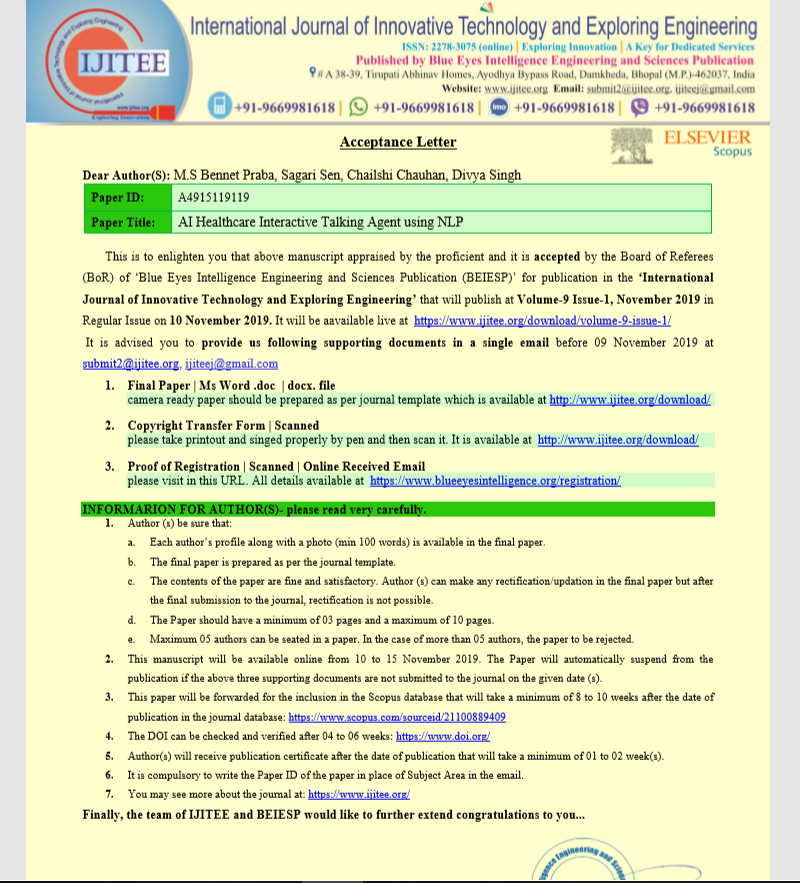 IJITEE
www.ijitee.org
Exploring Innovation
International Journal of Innovative Technology and Exploring Engineering
ISSN: 2278-3075 (online) | Exploring Innovation | A Key for Dedicated Services
Published by Blue Eyes Intelligence Engineering and Sciences Publication
# A 38-39, Tirupati Abhinav Homes, Ayodhya Bypass Road, Damkheda, Bhopal (M.P.)-462037, India
Website: www.ijitee.org Email: submit2@ijitee.org, ijiteej@gmail.com
+91-9669981618 | +91-9669981618 | imo +91-9669981618 | +91-9669981618
Acceptance Letter
ELSEVIER
Scopus
Dear Author(S): M.S Bennet Praba, Sagari Sen, Chailshi Chauhan, Divya Singh
Paper ID: A4915119119
Paper Title: AI Healthcare Interactive Talking Agent using NLP
This is to enlighten you that above manuscript appraised by the proficient and it is accepted by the Board of Referees
(BoR) of ‘Blue Eyes Intelligence Engineering and Sciences Publication (BEIESP)’ for publication in the ‘International
Journal of Innovative Technology and Exploring Engineering’ that will publish at Volume-9 Issue-1, November 2019 in
Regular Issue on 10 November 2019. It will be aavailable live at https://www.ijitee.org/download/volume-9-issue-1/
It is advised you to provide us following supporting documents in a single email before 09 November 2019 at
submit2@ijitee.org, ijiteej@gmail.com
1. Final Paper | Ms Word .doc | docx. file
camera ready paper should be prepared as per journal template which is available at http://www.ijitee.org/download/
2. Copyright Transfer Form | Scanned
please take printout and singed properly by pen and then scan it. It is available at http://www.ijitee.org/download/
3. Proof of Registration | Scanned | Online Received Email
please visit in this URL. All details available at https://www.blueeyesintelligence.org/registration/
INFORMARION FOR AUTHOR(S)- please read very carefully.
1. Author (s) be sure that:
a. Each author’s profile along with a photo (min 100 words) is available in the final paper.
b. The final paper is prepared as per the journal template.
c. The contents of the paper are fine and satisfactory. Author (s) can make any rectification/updation in the final paper but after
the final submission to the journal, rectification is not possible.
d. The Paper should have a minimum of 03 pages and a maximum of 10 pages.
e. Maximum 05 authors can be seated in a paper. In the case of more than 05 authors, the paper to be rejected.
2. This manuscript will be available online from 10 to 15 November 2019. The Paper will automatically suspend from the
publication if the above three supporting documents are not submitted to the journal on the given date (s).
3. This paper will be forwarded for the inclusion in the Scopus database that will take a minimum of 8 to 10 weeks after the date of
publication in the journal database: https://www.scopus.com/sourceid/21100889409
4. The DOI can be checked and verified after 04 to 06 weeks: https://www.doi.org/
5. Author(s) will receive publication certificate after the date of publication that will take a minimum of 01 to 02 week(s).
6. It is compulsory to write the Paper ID of the paper in place of Subject Area in the email.
7. You may see more about the journal at: https://www.ijitee.org/
Finally, the team of IJITEE and BEIESP would like to further extend congratulations to you...
Engineering and